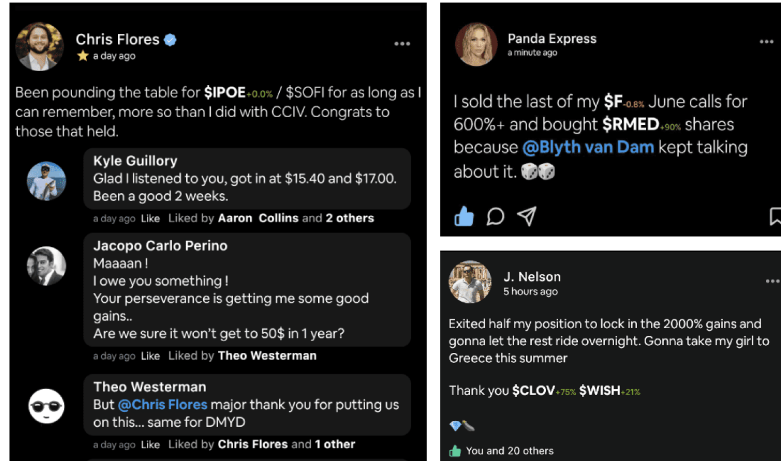 Chris Flores
a day ago
Been pounding the table for $IPOE+0.0% / $SOFI for as long as I
can remember, more so than I did with CCIV. Congrats to
those that held.
Kyle Guillory
Glad I listened to you, got in at $15.40 and $17.00.
Been a good 2 weeks.
a day ago Like Liked by Aaron Collins and 2 others
Jacopo Carlo Perino
Maaaan !
I owe you something !
Your perseverance is getting me some good
gains..
Are we sure it won't get to 50$ in 1 year?
a day ago Like Liked by Theo Westerman
Theo Westerman
But @Chris Flores major thank you for putting us
on this... same for DMYD
a day ago Like Liked by Chris Flores and 1 other
Panda Express
a minute ago
I sold the last of my $F-0.8% June calls for
600%+ and bought $RMED+90% shares
because @Blyth van Dam kept talking
about it. 🎲🎲
J. Nelson
5 hours ago
Exited half my position to lock in the 2000% gains and
gonna let the rest ride overnight. Gonna take my girl to
Greece this summer
Thank you $CLOV+75% $WISH+21%
You and 20 others